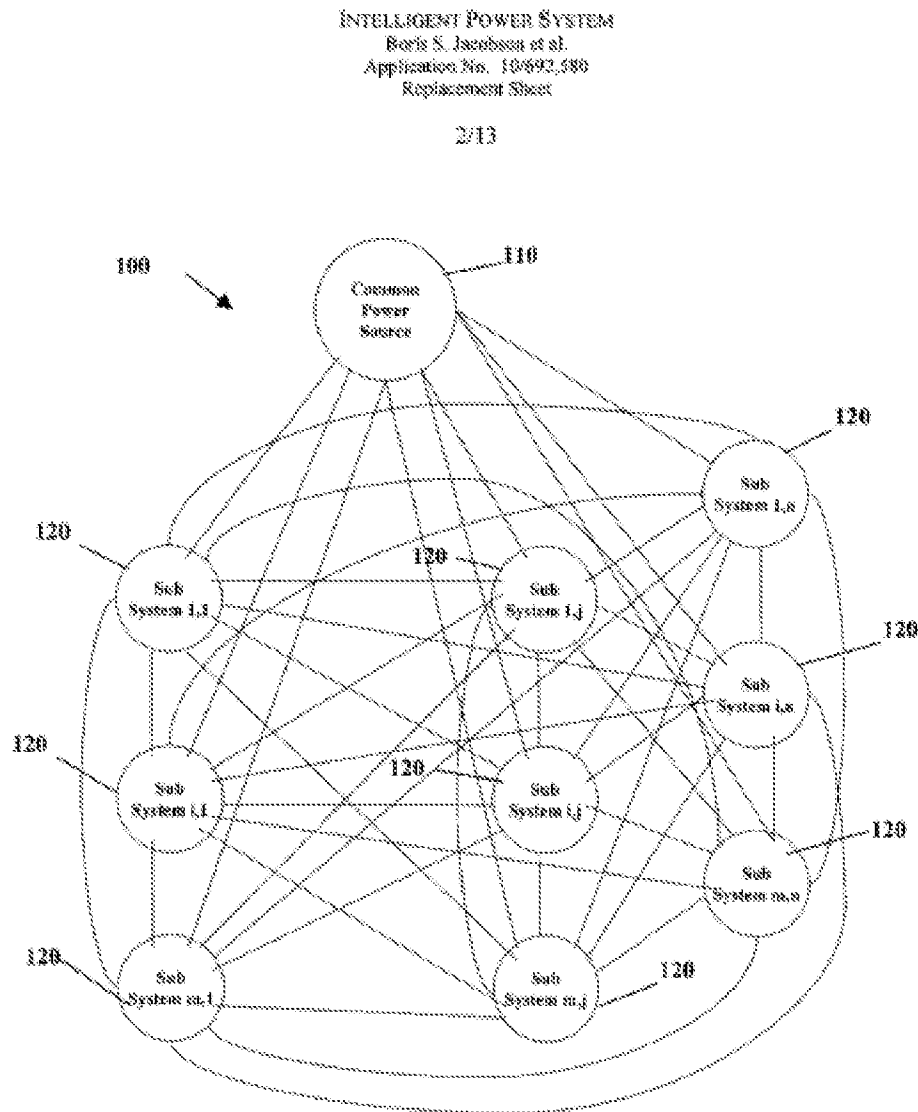 INTELLIGENT POWER SYSTEM
Boris S. Jacobson et al.
Application No. 10/692,580
Replacement Sheet
2/13
100
110
Common
Power
Source
120
Sub
System 1,n
120
Sub
System 1,1
120
Sub
System 1,j
120
Sub
System i,n
120
Sub
System i,1
120
Sub
System i,j
120
Sub
System m,n
120
Sub
System m,1
120
Sub
System m,j